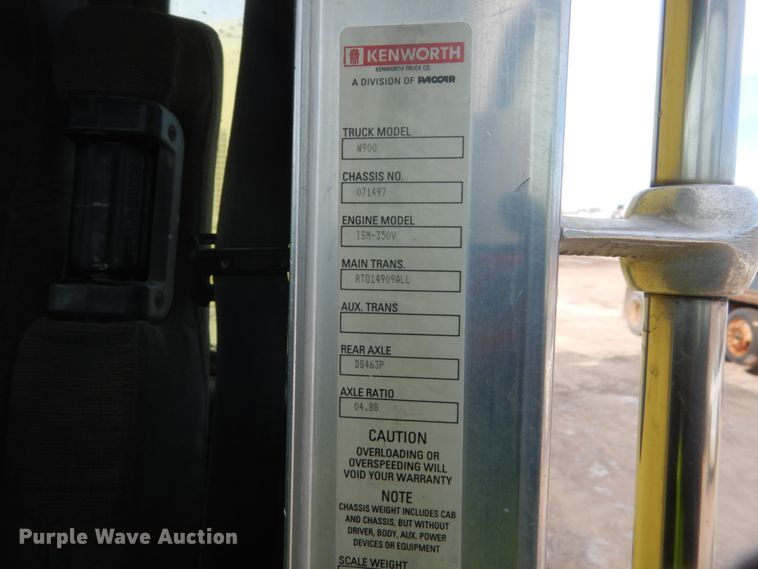 KENWORTH
KENWORTH TRUCK CO.
A DIVISION OF PACCAR
TRUCK MODEL
W900
CHASSIS NO.
071497
ENGINE MODEL
ISM-350V
MAIN TRANS.
RTO14909ALL
AUX. TRANS
REAR AXLE
DS463P
AXLE RATIO
04.88
CAUTION
OVERLOADING OR
OVERSPEEDING WILL
VOID YOUR WARRANTY
NOTE
CHASSIS WEIGHT INCLUDES CAB
AND CHASSIS, BUT WITHOUT
DRIVER, BODY, AUX. POWER
DEVICES OR EQUIPMENT
SCALE WEIGHT
Purple Wave Auction